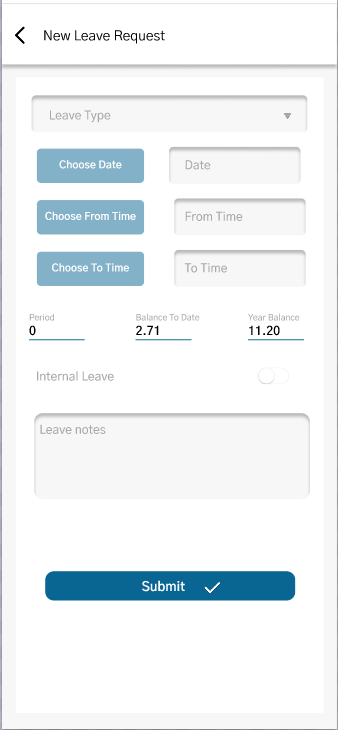 New Leave Request
Leave Type
Choose Date
Date
Choose From Time
From Time
Choose To Time
To Time
Period
Balance To Date
Year Balance
0
2.71
11.20
Internal Leave
Leave notes
Submit